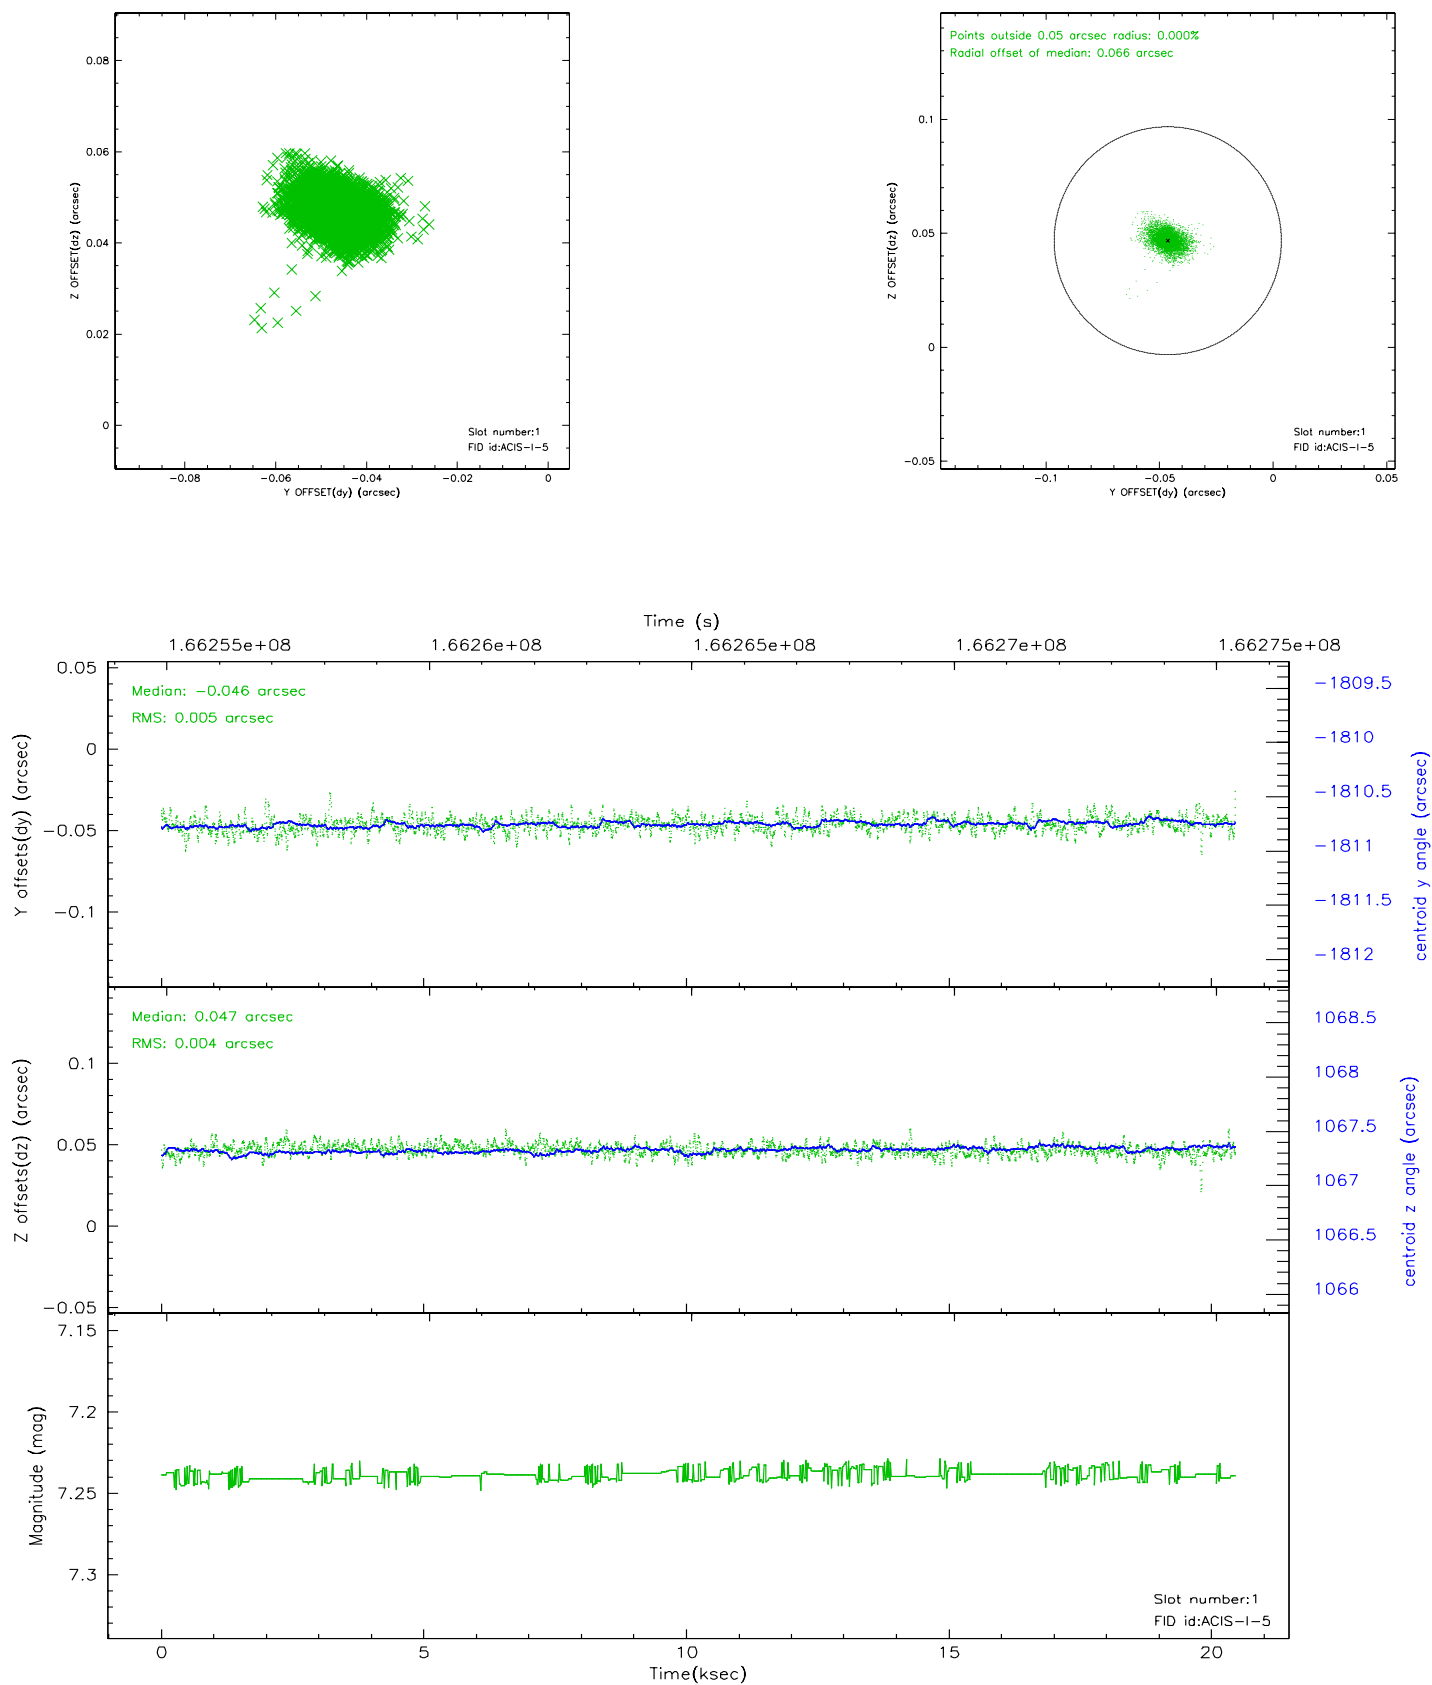 0.08
0.06
0.04
0.02
0
Z OFFSET(dz) (arcsec)
Slot number:1
FID id:ACIS-I-5
-0.08 -0.06 -0.04 -0.02 0
Y OFFSET(dy) (arcsec)
Points outside 0.05 arcsec radius: 0.000%
Radial offset of median: 0.066 arcsec
0.1
0.05
0
-0.05
Z OFFSET(dz) (arcsec)
Slot number:1
FID id:ACIS-I-5
-0.1 -0.05 0 0.05
Y OFFSET(dy) (arcsec)
Time (s)
1.66255e+08 1.6626e+08 1.66265e+08 1.6627e+08 1.66275e+08
0.05
0
-0.05
-0.1
Y offsets(dy) (arcsec)
Median: -0.046 arcsec
RMS: 0.005 arcsec
-1809.5
-1810
-1810.5
-1811
-1811.5
-1812
centroid y angle (arcsec)
0.1
0.05
0
-0.05
Z offsets(dz) (arcsec)
Median: 0.047 arcsec
RMS: 0.004 arcsec
1068.5
1068
1067.5
1067
1066.5
1066
centroid z angle (arcsec)
7.15
7.2
7.25
7.3
Magnitude (mag)
Slot number:1
FID id:ACIS-I-5
0 5 10 15 20
Time(ksec)